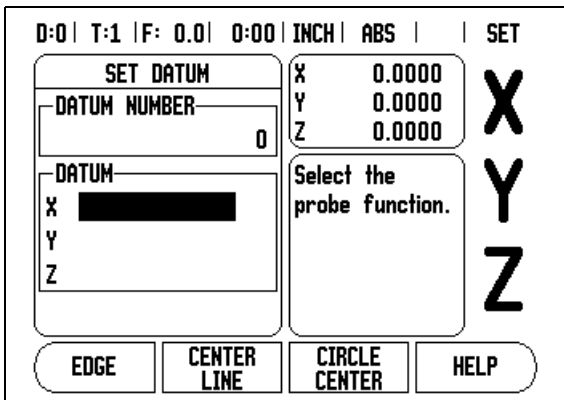 D:0 | T:1 | F: 0.0 | 0:00 | INCH | ABS | | SET
SET DATUM
DATUM NUMBER
0
DATUM
X
Y
Z
X 0.0000
Y 0.0000
Z 0.0000
Select the
probe function.
X
Y
Z
EDGE
CENTER
LINE
CIRCLE
CENTER
HELP